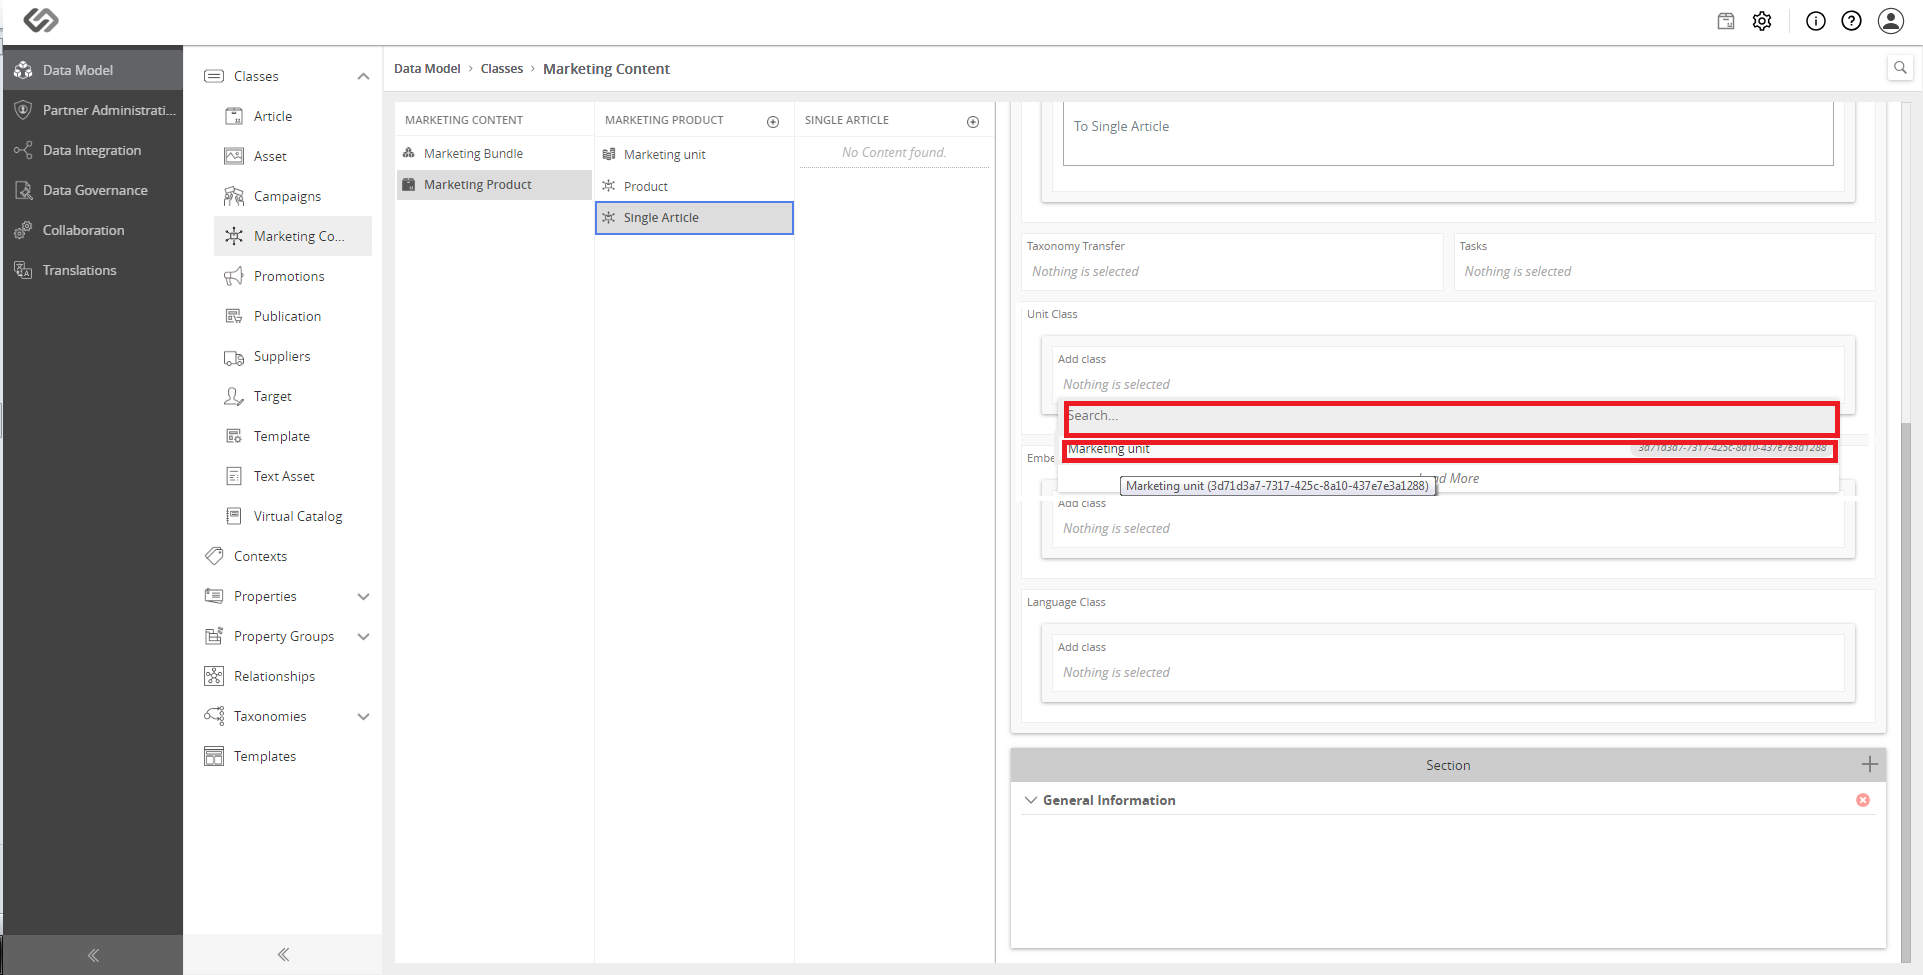 Data Model
Partner Administrati...
Data Integration
Data Governance
Collaboration
Translations
Classes
Article
Asset
Campaigns
Marketing Co...
Promotions
Publication
Suppliers
Target
Template
Text Asset
Virtual Catalog
Contexts
Properties
Property Groups
Relationships
Taxonomies
Templates
Data Model › Classes › Marketing Content
MARKETING CONTENT
Marketing Bundle
Marketing Product
MARKETING PRODUCT
Marketing unit
Product
Single Article
SINGLE ARTICLE
No Content found.
To Single Article
Taxonomy Transfer
Nothing is selected
Tasks
Nothing is selected
Unit Class
Add class
Nothing is selected
Search...
Marketing unit 3d71d3a7-7317-425c-8a10-437e7e3a1288
Embe
ad More
Marketing unit (3d71d3a7-7317-425c-8a10-437e7e3a1288)
Add class
Nothing is selected
Language Class
Add class
Nothing is selected
Section
General Information